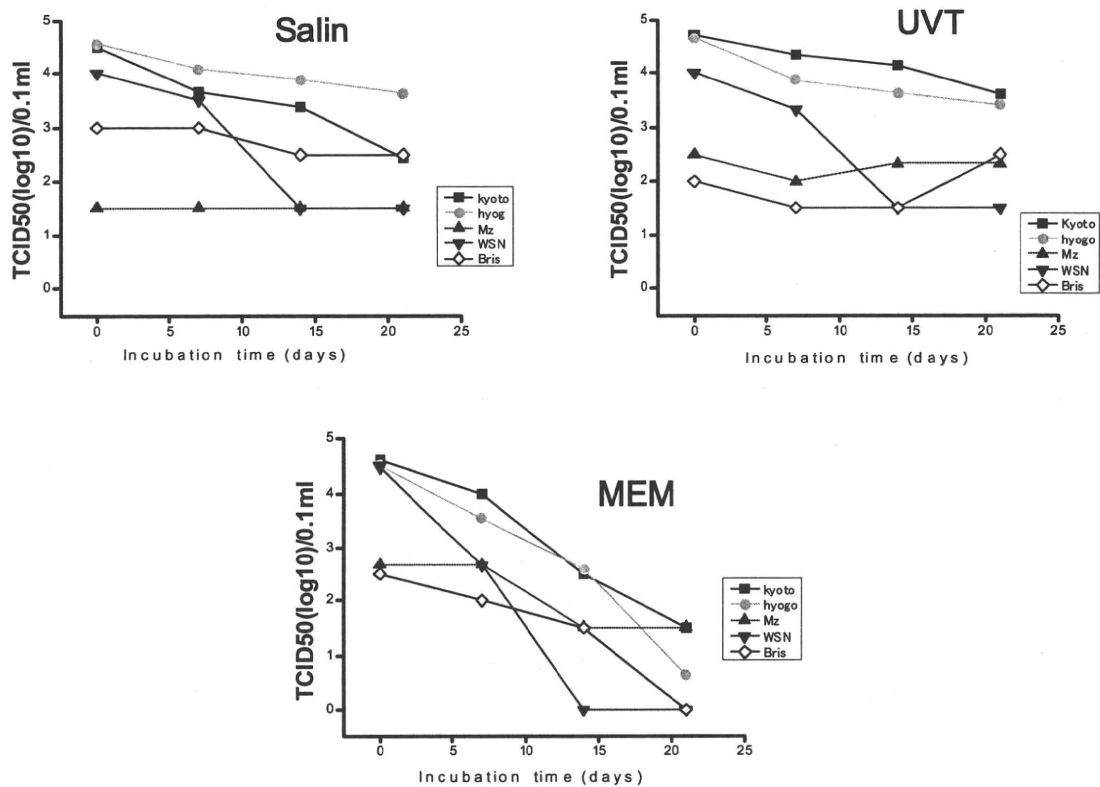 Salin
TCID50(log10)/0.1ml
5
4
3
2
1
0
kyoto
hyog
Mz
WSN
Bris
0 5 10 15 20 25
Incubation time (days)
UVT
TCID50(log10)/0.1ml
5
4
3
2
1
0
Kyoto
hyogo
Mz
WSN
Bris
0 5 10 15 20 25
Incubation time (days)
MEM
TCID50(log10)/0.1ml
5
4
3
2
1
0
kyoto
hyogo
Mz
WSN
Bris
0 5 10 15 20 25
Incubation time (days)